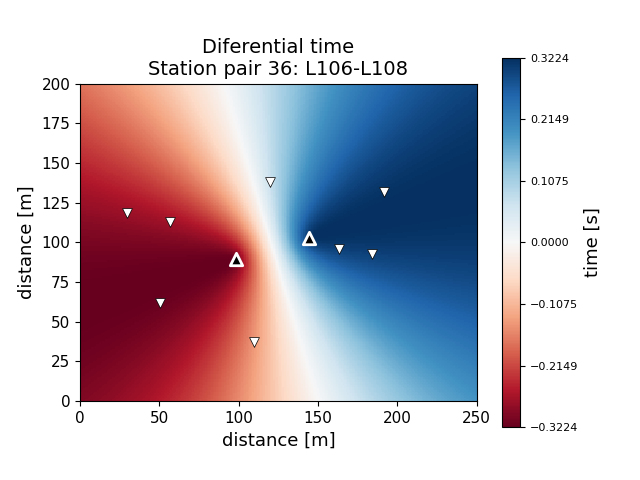 Diferential time
Station pair 36: L106-L108
200
175
150
125
100
75
50
25
0
distance [m]
0 50 100 150 200 250
distance [m]
0.3224
0.2149
0.1075
0.0000
−0.1075
−0.2149
−0.3224
time [s]